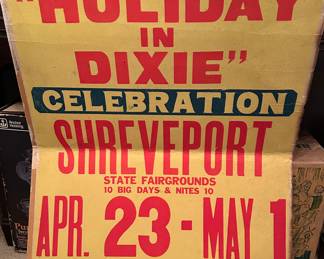 "HOLIDAY
IN
DIXIE"
CELEBRATION
SHREVEPORT
STATE FAIRGROUNDS
10 BIG DAYS & NITES 10
APR. 23 - MAY 1